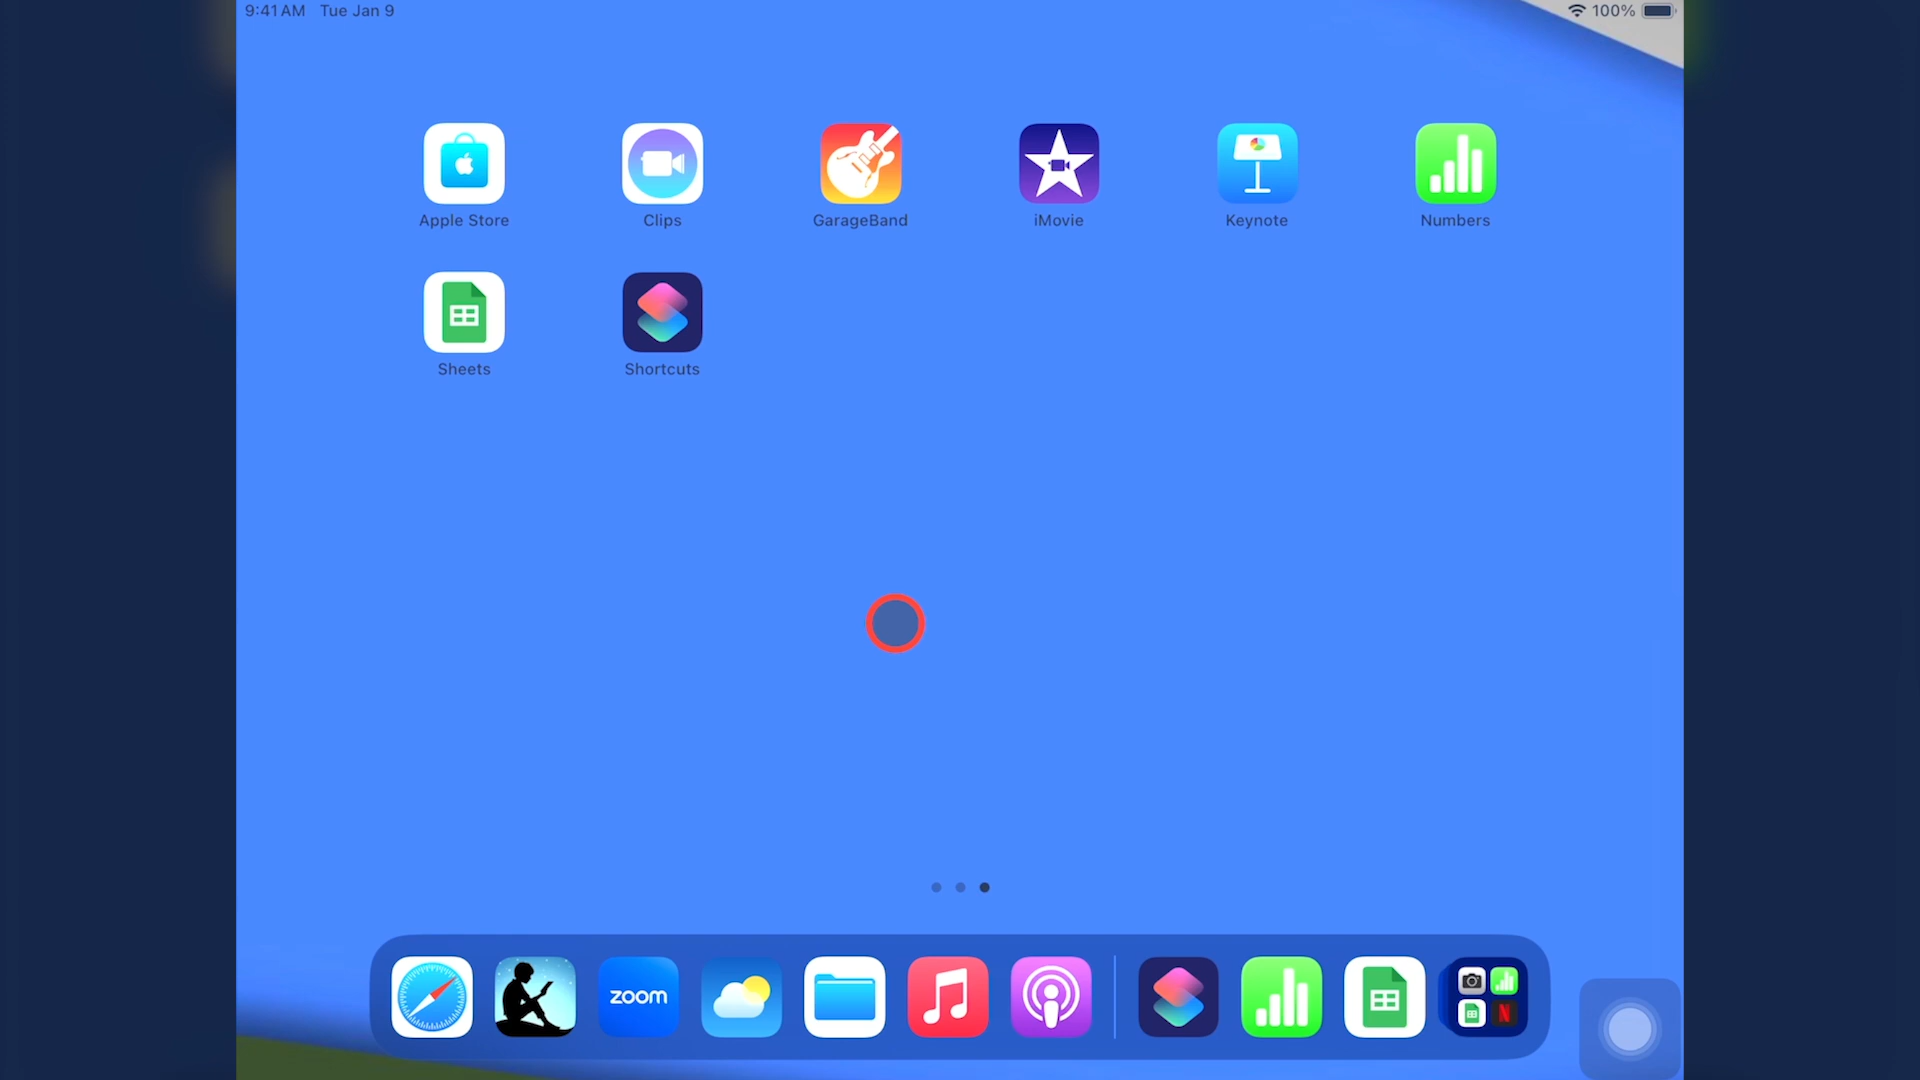 9:41 AM Tue Jan 9
100%
Apple Store
Clips
GarageBand
iMovie
Keynote
Numbers
Sheets
Shortcuts
zoom
N